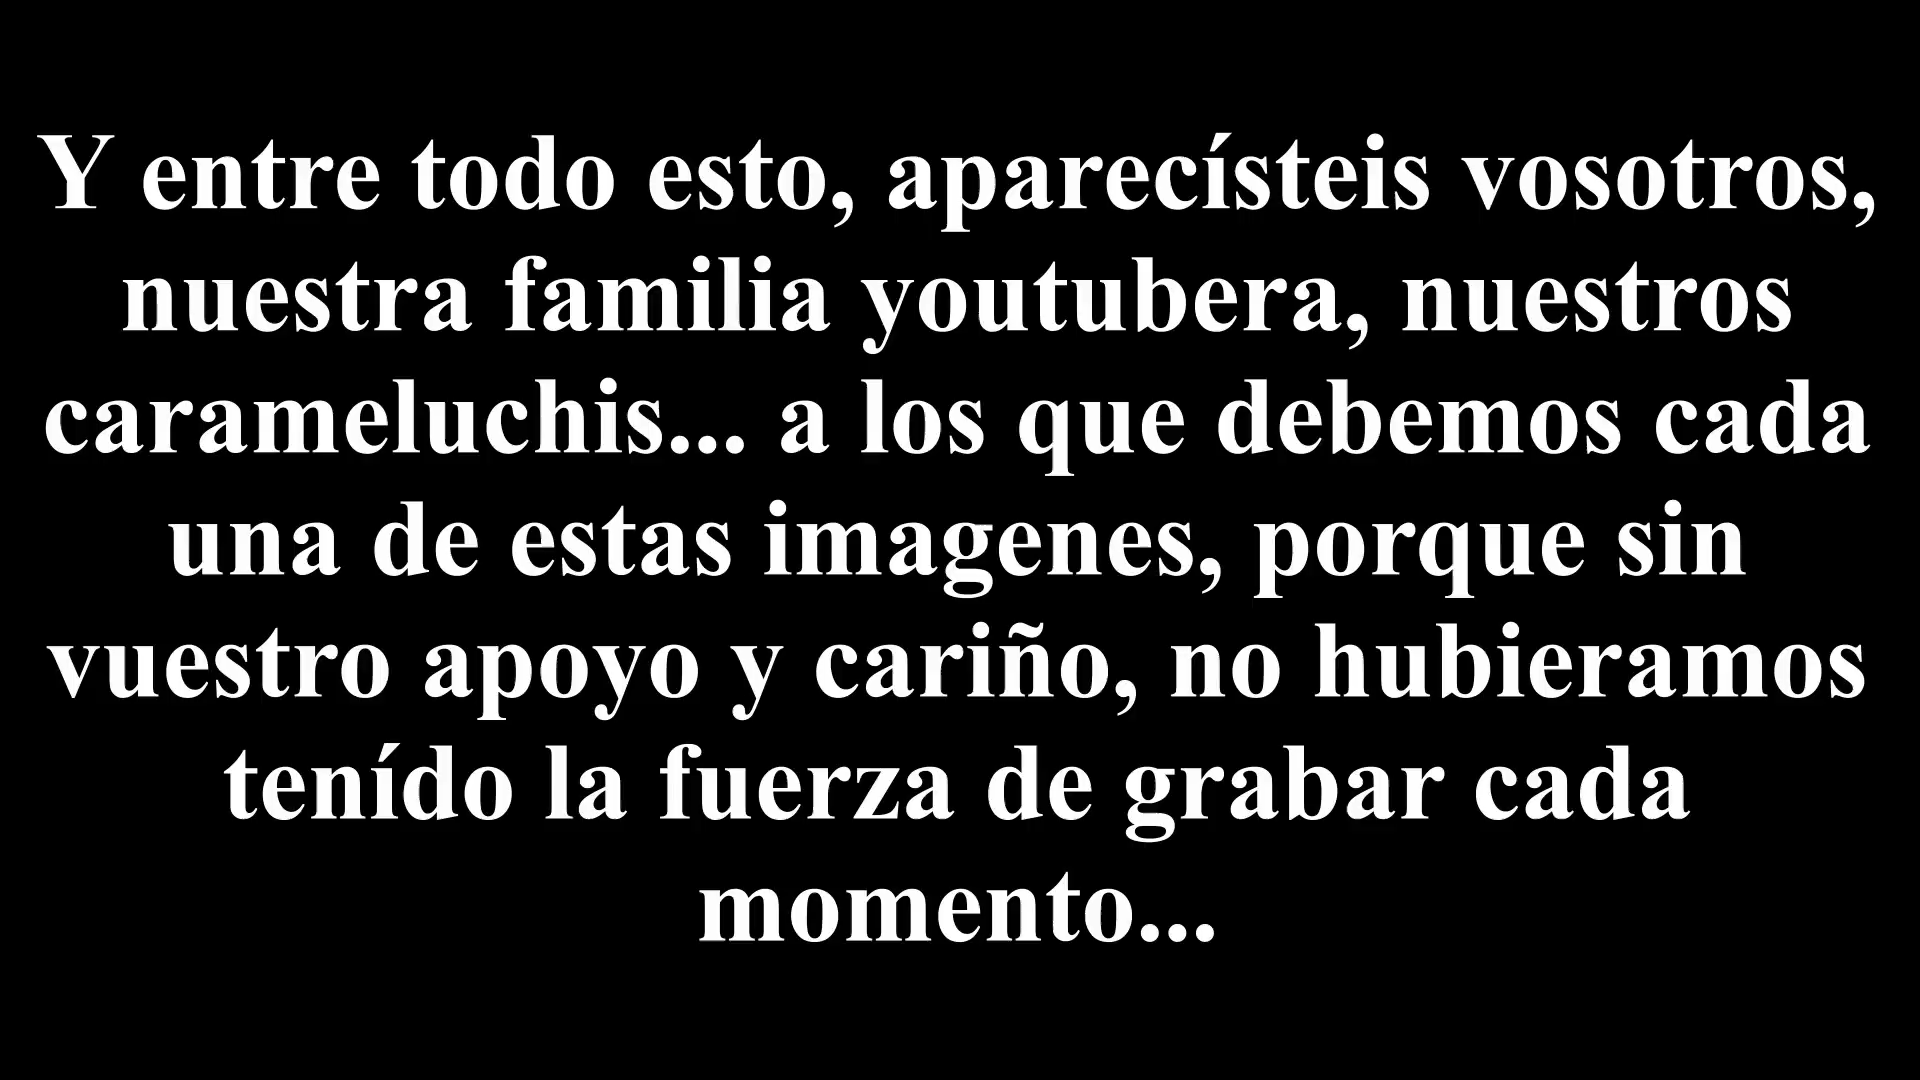 Y entre todo esto, aparecísteis vosotros,
nuestra familia youtubera, nuestros
carameluchis... a los que debemos cada
una de estas imagenes, porque sin
vuestro apoyo y cariño, no hubieramos
tenído la fuerza de grabar cada
momento...